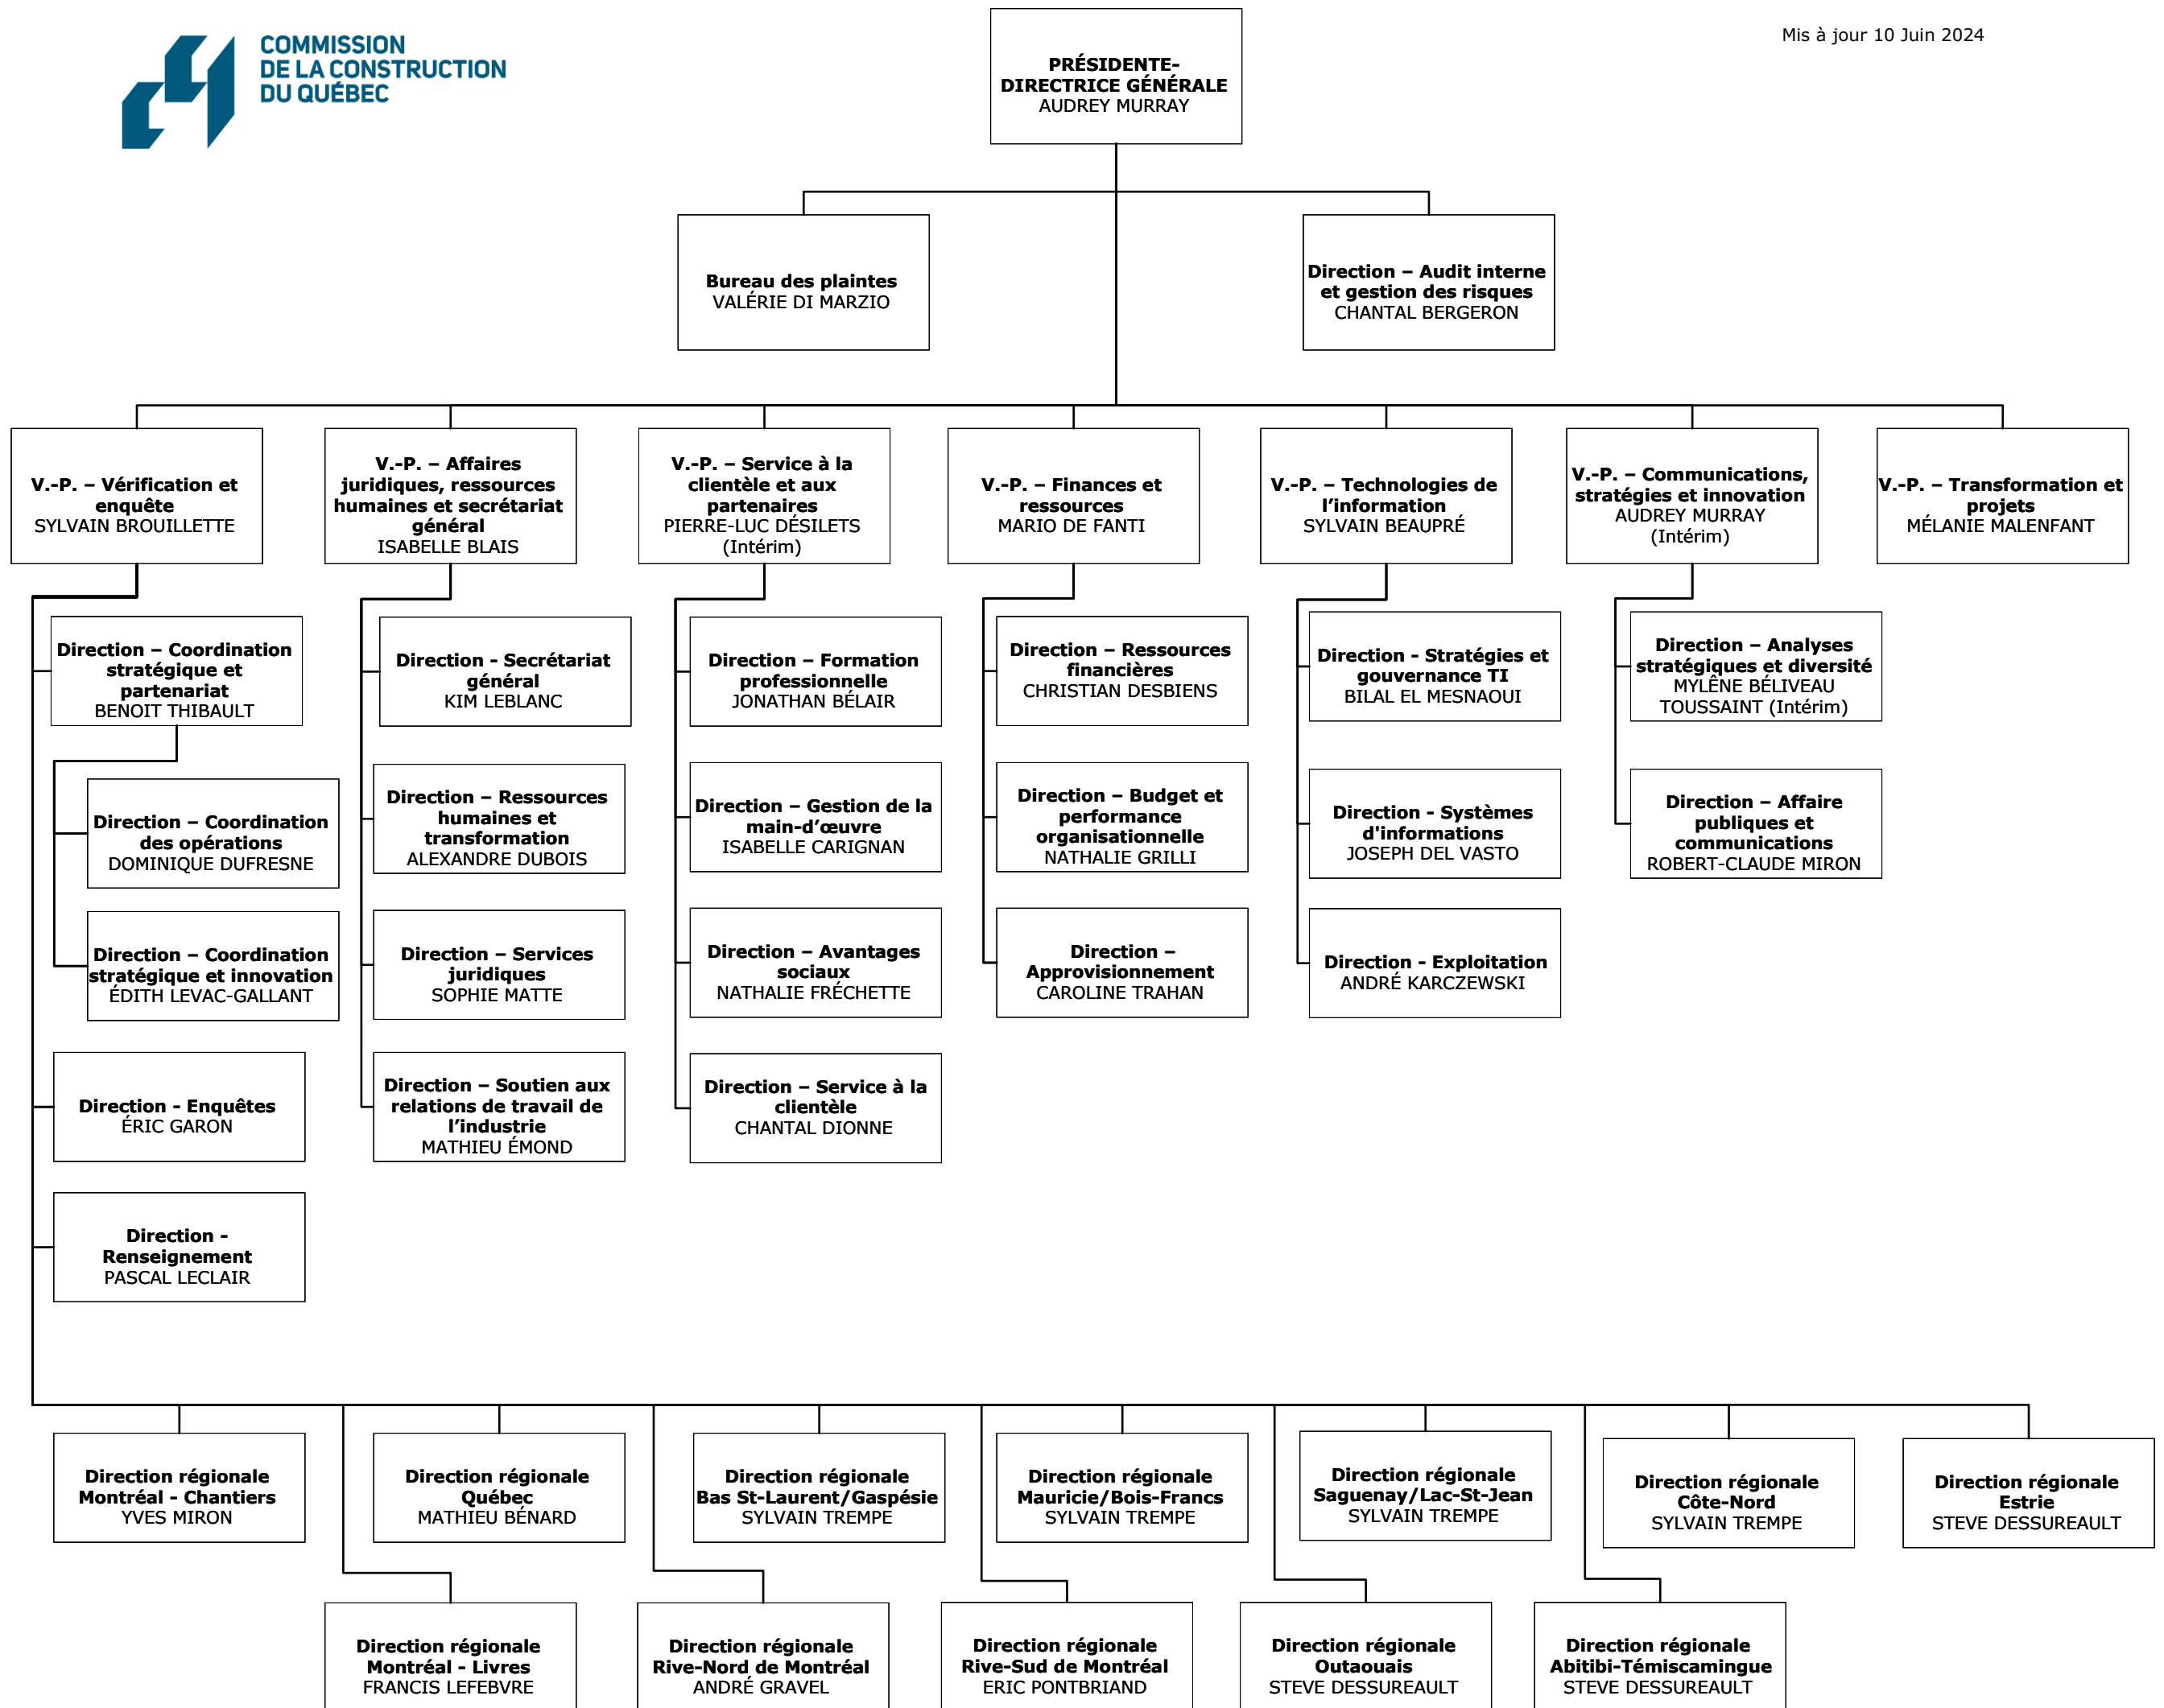 COMMISSION
DE LA CONSTRUCTION
DU QUÉBEC
Mis à jour 10 Juin 2024
PRÉSIDENTE-
DIRECTRICE GÉNÉRALE
AUDREY MURRAY
Bureau des plaintes
VALÉRIE DI MARZIO
Direction – Audit interne
et gestion des risques
CHANTAL BERGERON
V.-P. – Vérification et
enquête
SYLVAIN BROUILLETTE
V.-P. – Affaires
juridiques, ressources
humaines et secrétariat
général
ISABELLE BLAIS
V.-P. – Service à la
clientèle et aux
partenaires
PIERRE-LUC DÉSILETS
(Intérim)
V.-P. – Finances et
ressources
MARIO DE FANTI
V.-P. – Technologies de
l’information
SYLVAIN BEAUPRÉ
V.-P. – Communications,
stratégies et innovation
AUDREY MURRAY
(Intérim)
V.-P. – Transformation et
projets
MÉLANIE MALENFANT
Direction – Coordination
stratégique et
partenariat
BENOIT THIBAULT
Direction – Coordination
des opérations
DOMINIQUE DUFRESNE
Direction – Coordination
stratégique et innovation
ÉDITH LEVAC-GALLANT
Direction - Enquêtes
ÉRIC GARON
Direction -
Renseignement
PASCAL LECLAIR
Direction - Secrétariat
général
KIM LEBLANC
Direction – Ressources
humaines et
transformation
ALEXANDRE DUBOIS
Direction – Services
juridiques
SOPHIE MATTE
Direction – Soutien aux
relations de travail de
l’industrie
MATHIEU ÉMOND
Direction – Formation
professionnelle
JONATHAN BÉLAIR
Direction – Gestion de la
main-d’œuvre
ISABELLE CARIGNAN
Direction – Avantages
sociaux
NATHALIE FRÉCHETTE
Direction – Service à la
clientèle
CHANTAL DIONNE
Direction – Ressources
financières
CHRISTIAN DESBIENS
Direction – Budget et
performance
organisationnelle
NATHALIE GRILLI
Direction –
Approvisionnement
CAROLINE TRAHAN
Direction - Stratégies et
gouvernance TI
BILAL EL MESNAOUI
Direction - Systèmes
d'informations
JOSEPH DEL VASTO
Direction - Exploitation
ANDRÉ KARCZEWSKI
Direction – Analyses
stratégiques et diversité
MYLÊNE BÉLIVEAU
TOUSSAINT (Intérim)
Direction – Affaire
publiques et
communications
ROBERT-CLAUDE MIRON
Direction régionale
Montréal - Chantiers
YVES MIRON
Direction régionale
Québec
MATHIEU BÉNARD
Direction régionale
Bas St-Laurent/Gaspésie
SYLVAIN TREMPE
Direction régionale
Mauricie/Bois-Francs
SYLVAIN TREMPE
Direction régionale
Saguenay/Lac-St-Jean
SYLVAIN TREMPE
Direction régionale
Côte-Nord
SYLVAIN TREMPE
Direction régionale
Estrie
STEVE DESSUREAULT
Direction régionale
Montréal - Livres
FRANCIS LEFEBVRE
Direction régionale
Rive-Nord de Montréal
ANDRÉ GRAVEL
Direction régionale
Rive-Sud de Montréal
ERIC PONTBRIAND
Direction régionale
Outaouais
STEVE DESSUREAULT
Direction régionale
Abitibi-Témiscamingue
STEVE DESSUREAULT